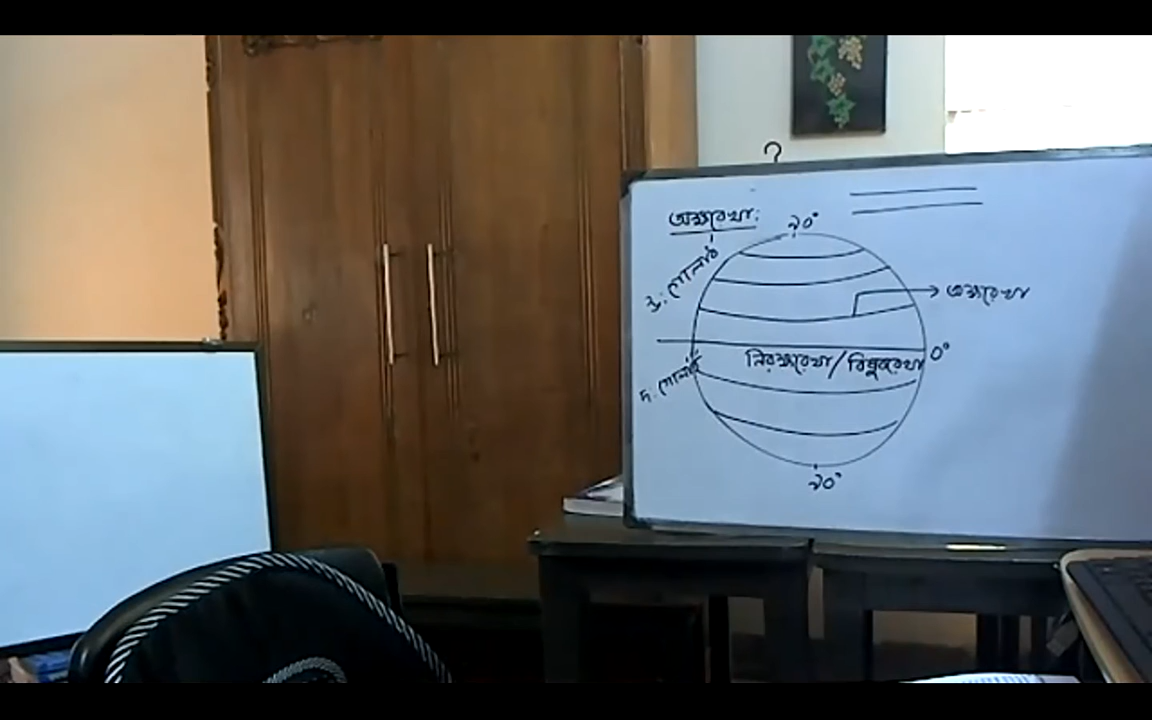 অক্ষরেখা:
৯০°
উ: গোলার্ধ
অক্ষরেখা
০°
নিরক্ষরেখা/বিষুবরেখা
দ: গোলার্ধ
৯০°